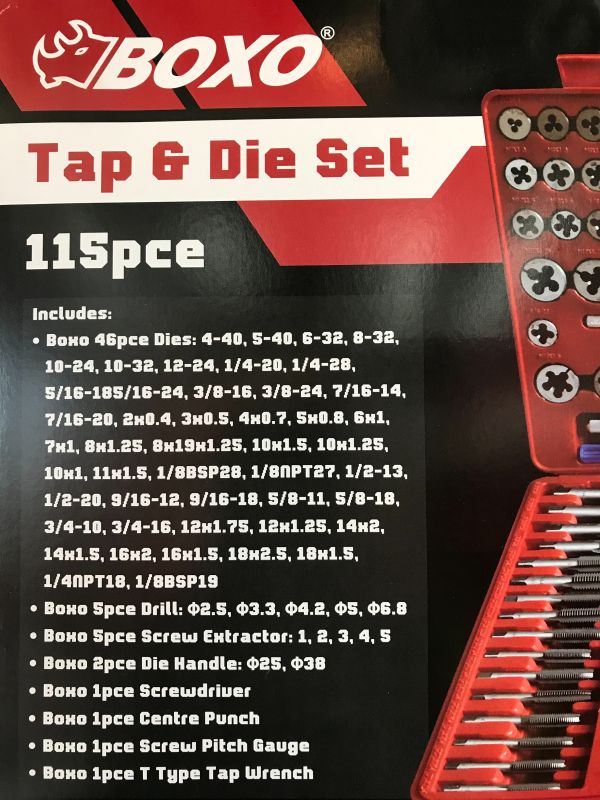 BOXO®
Tap & Die Set
115pce
Includes:
• Boxo 46pce Dies: 4-40, 5-40, 6-32, 8-32,
10-24, 10-32, 12-24, 1/4-20, 1/4-28,
5/16-185/16-24, 3/8-16, 3/8-24, 7/16-14,
7/16-20, 2x0.4, 3x0.5, 4x0.7, 5x0.8, 6x1,
7x1, 8x1.25, 8x19x1.25, 10x1.5, 10x1.25,
10x1, 11x1.5, 1/8BSP28, 1/8NPT27, 1/2-13,
1/2-20, 9/16-12, 9/16-18, 5/8-11, 5/8-18,
3/4-10, 3/4-16, 12x1.75, 12x1.25, 14x2,
14x1.5, 16x2, 16x1.5, 18x2.5, 18x1.5,
1/4NPT18, 1/8BSP19
• Boxo 5pce Drill: Φ2.5, Φ3.3, Φ4.2, Φ5, Φ6.8
• Boxo 5pce Screw Extractor: 1, 2, 3, 4, 5
• Boxo 2pce Die Handle: Φ25, Φ38
• Boxo 1pce Screwdriver
• Boxo 1pce Centre Punch
• Boxo 1pce Screw Pitch Gauge
• Boxo 1pce T Type Tap Wrench